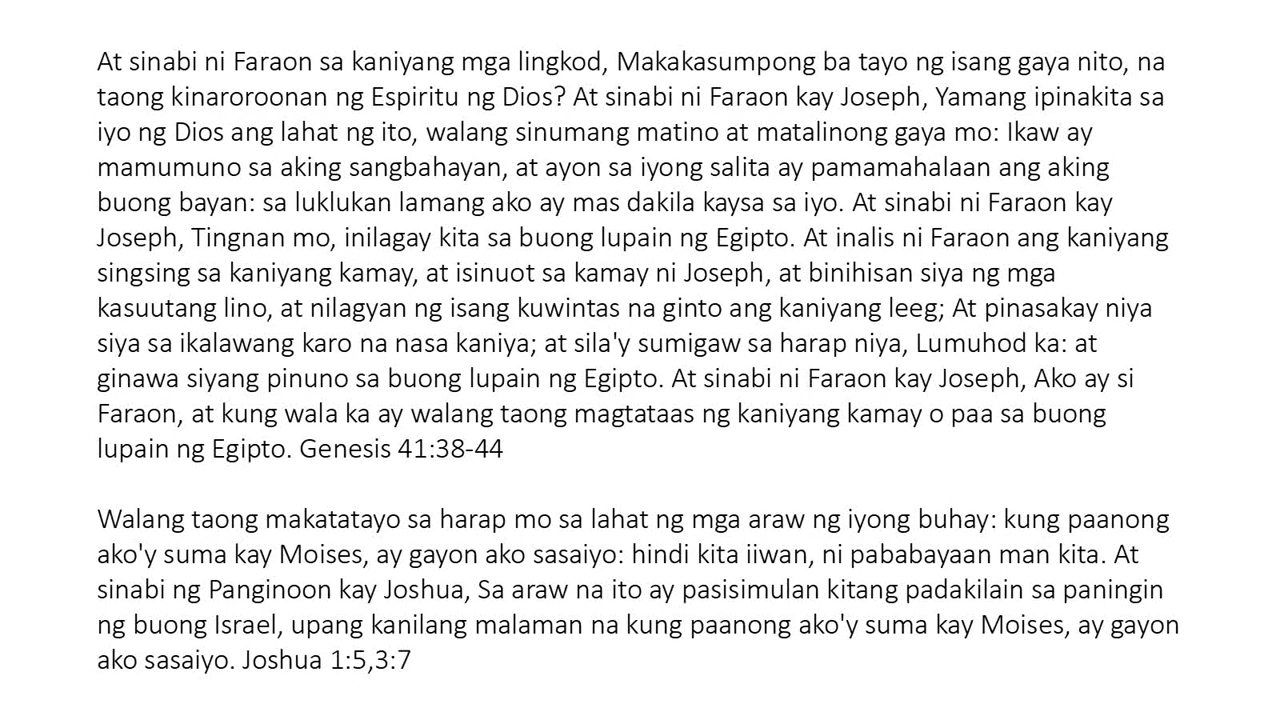 At sinabi ni Faraon sa kaniyang mga lingkod, Makakasumpong ba tayo ng isang gaya nito, na
taong kinaroroonan ng Espiritu ng Dios? At sinabi ni Faraon kay Joseph, Yamang ipinakita sa
iyo ng Dios ang lahat ng ito, walang sinumang matino at matalinong gaya mo: Ikaw ay
mamumuno sa aking sangbahayan, at ayon sa iyong salita ay pamamahalaan ang aking
buong bayan: sa luklukan lamang ako ay mas dakila kaysa sa iyo. At sinabi ni Faraon kay
Joseph, Tingnan mo, inilagay kita sa buong lupain ng Egipto. At inalis ni Faraon ang kaniyang
singsing sa kaniyang kamay, at isinuot sa kamay ni Joseph, at binihisan siya ng mga
kasuutang lino, at nilagyan ng isang kuwintas na ginto ang kaniyang leeg; At pinasakay niya
siya sa ikalawang karo na nasa kaniya; at sila'y sumigaw sa harap niya, Lumuhod ka: at
ginawa siyang pinuno sa buong lupain ng Egipto. At sinabi ni Faraon kay Joseph, Ako ay si
Faraon, at kung wala ka ay walang taong magtataas ng kaniyang kamay o paa sa buong
lupain ng Egipto. Genesis 41:38-44

Walang taong makatatayo sa harap mo sa lahat ng mga araw ng iyong buhay: kung paanong
ako'y suma kay Moises, ay gayon ako sasaiyo: hindi kita iiwan, ni pababayaan man kita. At
sinabi ng Panginoon kay Joshua, Sa araw na ito ay pasisimulan kitang padakilain sa paningin
ng buong Israel, upang kanilang malaman na kung paanong ako'y suma kay Moises, ay gayon
ako sasaiyo. Joshua 1:5,3:7